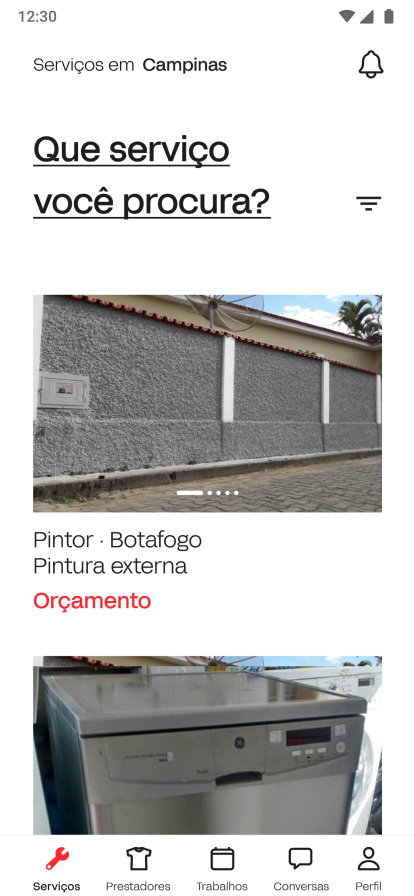 12:30
Serviços em Campinas
Que serviço
você procura?
Pintor · Botafogo
Pintura externa
Orçamento
Serviços
Prestadores
Trabalhos
Conversas
Perfil